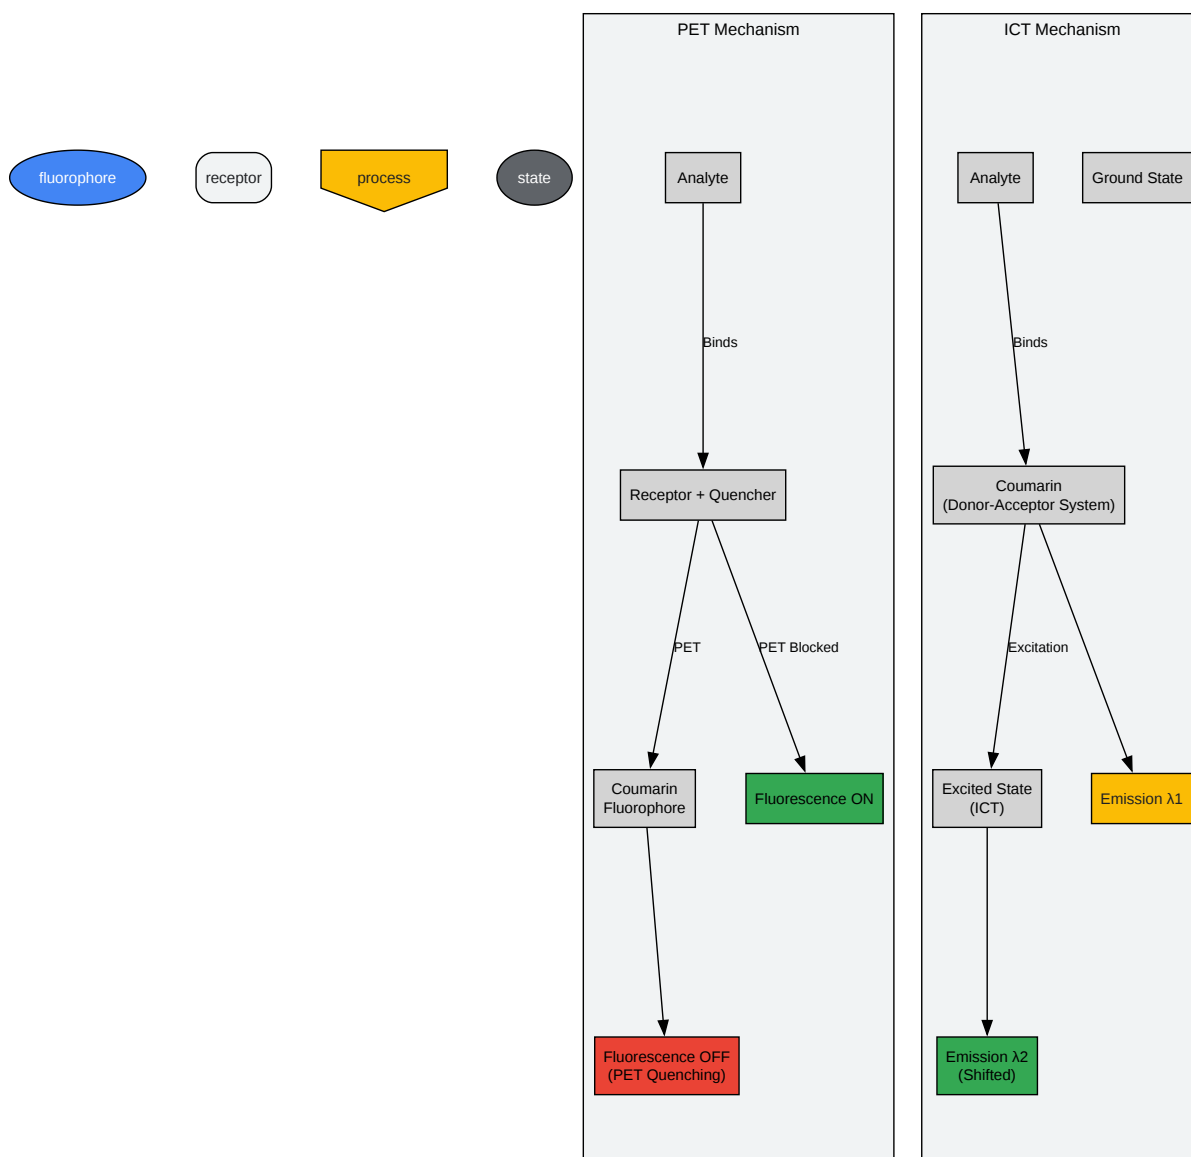 PET Mechanism
ICT Mechanism
fluorophore
receptor
process
state
Analyte
Analyte
Ground State
Binds
Binds
Receptor + Quencher
Coumarin
(Donor-Acceptor System)
PET
PET Blocked
Excitation
Coumarin
Fluorophore
Fluorescence ON
Excited State
(ICT)
Emission λ1
Fluorescence OFF
(PET Quenching)
Emission λ2
(Shifted)